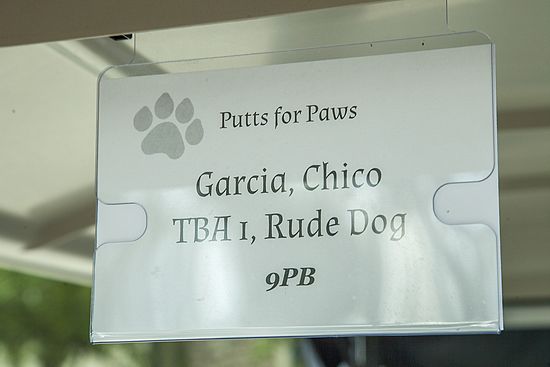 Putts for Paws
Garcia, Chico
TBA 1, Rude Dog
9PB